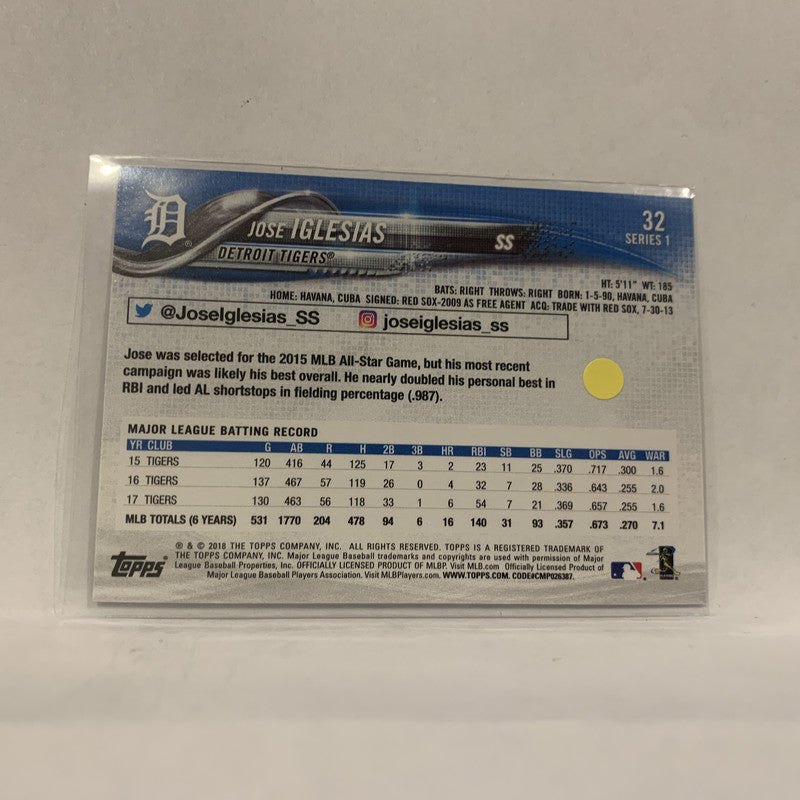 D ®
JOSE IGLESIAS
SS
32
DETROIT TIGERS®
SERIES 1
HT: 5'11" WT: 185
BATS: RIGHT THROWS: RIGHT BORN: 1-5-90, HAVANA, CUBA
HOME: HAVANA, CUBA SIGNED: RED SOX-2009 AS FREE AGENT ACQ: TRADE WITH RED SOX, 7-30-13
@JoseIglesias_SS joseiglesias_ss
Jose was selected for the 2015 MLB All-Star Game, but his most recent
campaign was likely his best overall. He nearly doubled his personal best in
RBI and led AL shortstops in fielding percentage (.987).
MAJOR LEAGUE BATTING RECORD
YR CLUB G AB R H 2B 3B HR RBI SB BB SLG OPS AVG WAR
15 TIGERS 120 416 44 125 17 3 2 23 11 25 .370 .717 .300 1.6
16 TIGERS 137 467 57 119 26 0 4 32 7 28 .336 .643 .255 2.0
17 TIGERS 130 463 56 118 33 1 6 54 7 21 .369 .657 .255 1.6
MLB TOTALS (6 YEARS) 531 1770 204 478 94 6 16 140 31 93 .357 .673 .270 7.1
Topps®
® & © 2018 THE TOPPS COMPANY, INC. ALL RIGHTS RESERVED. TOPPS IS A REGISTERED TRADEMARK OF
THE TOPPS COMPANY, INC. Major League Baseball trademarks and copyrights are used with permission of Major
League Baseball Properties, Inc. OFFICIALLY LICENSED PRODUCT OF MLBP. Visit MLB.com Officially Licensed Product of
Major League Baseball Players Association. Visit MLBPlayers.com. WWW.TOPPS.COM. CODE#CMP026387.